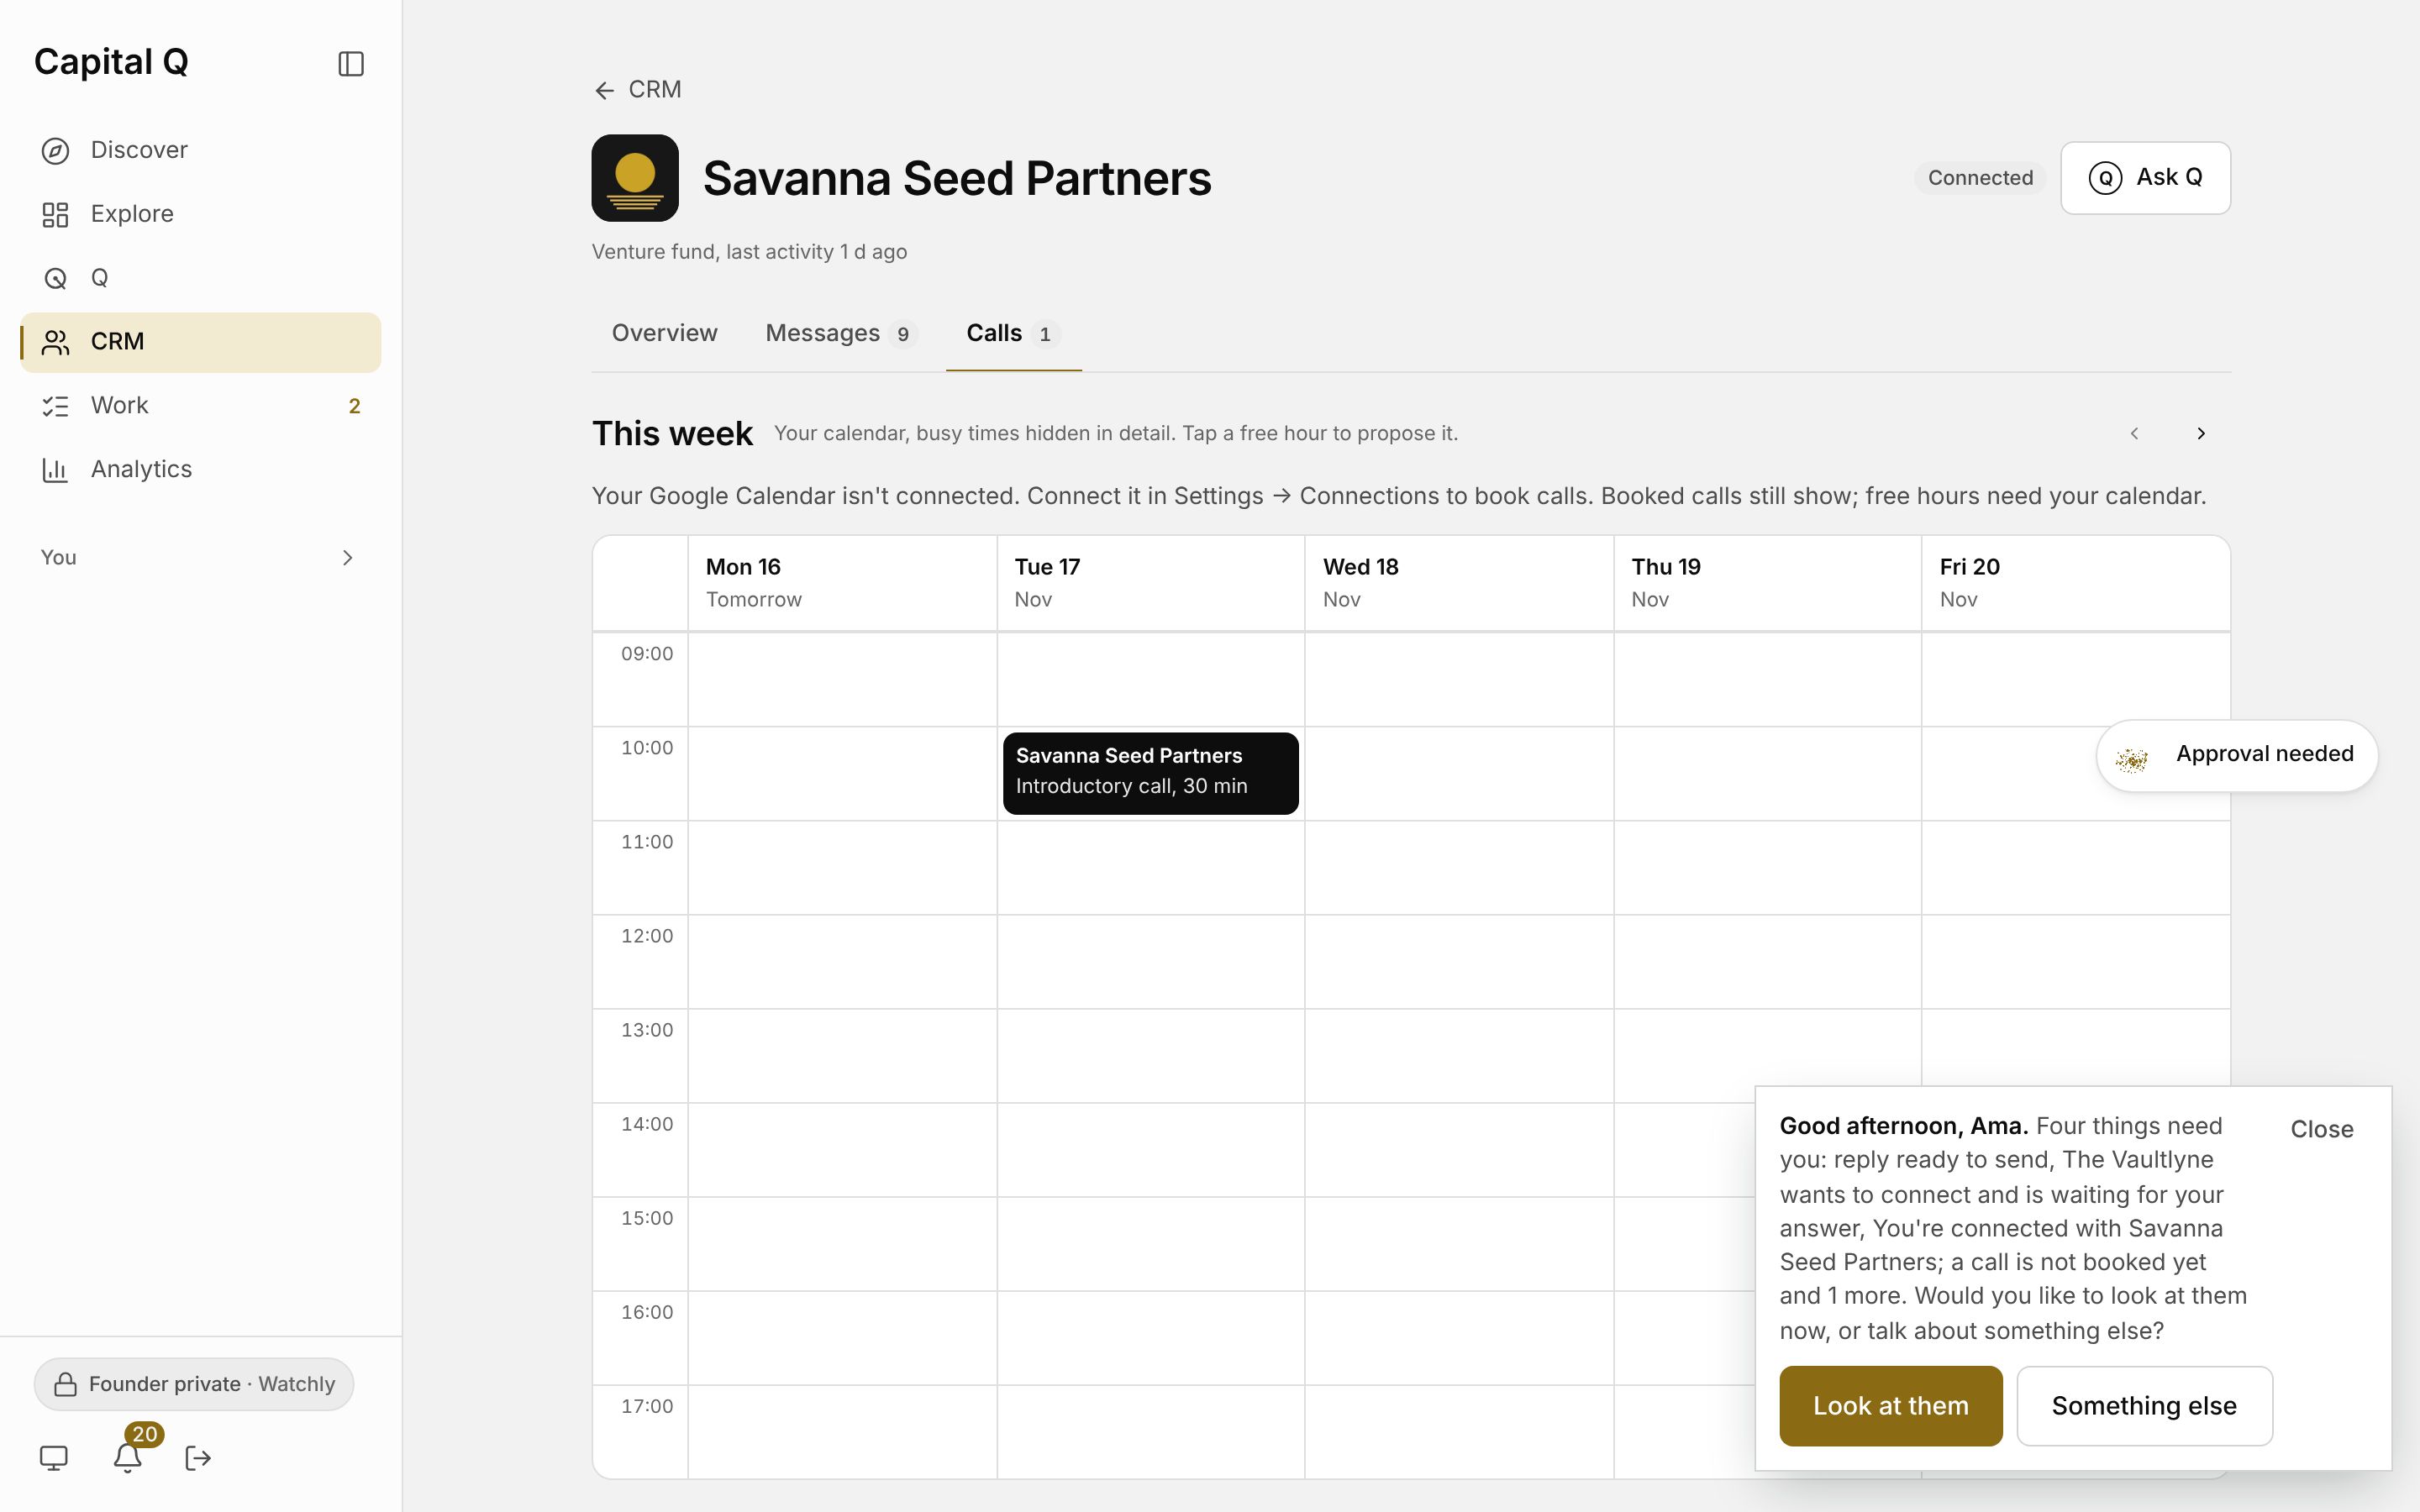 Capital Q
Discover
Explore
Q
CRM
Work 2
Analytics
You
Founder private · Watchly
20
CRM
Savanna Seed Partners
Connected
Q Ask Q
Venture fund, last activity 1 d ago
Overview
Messages 9
Calls 1
This week Your calendar, busy times hidden in detail. Tap a free hour to propose it.
Your Google Calendar isn't connected. Connect it in Settings → Connections to book calls. Booked calls still show; free hours need your calendar.
Mon 16
Tomorrow
Tue 17
Nov
Wed 18
Nov
Thu 19
Nov
Fri 20
Nov
09:00
10:00
Savanna Seed Partners
Introductory call, 30 min
11:00
12:00
13:00
14:00
15:00
16:00
17:00
Approval needed
Good afternoon, Ama. Four things need
you: reply ready to send, The Vaultlyne
wants to connect and is waiting for your
answer, You're connected with Savanna
Seed Partners; a call is not booked yet
and 1 more. Would you like to look at them
now, or talk about something else?
Close
Look at them
Something else